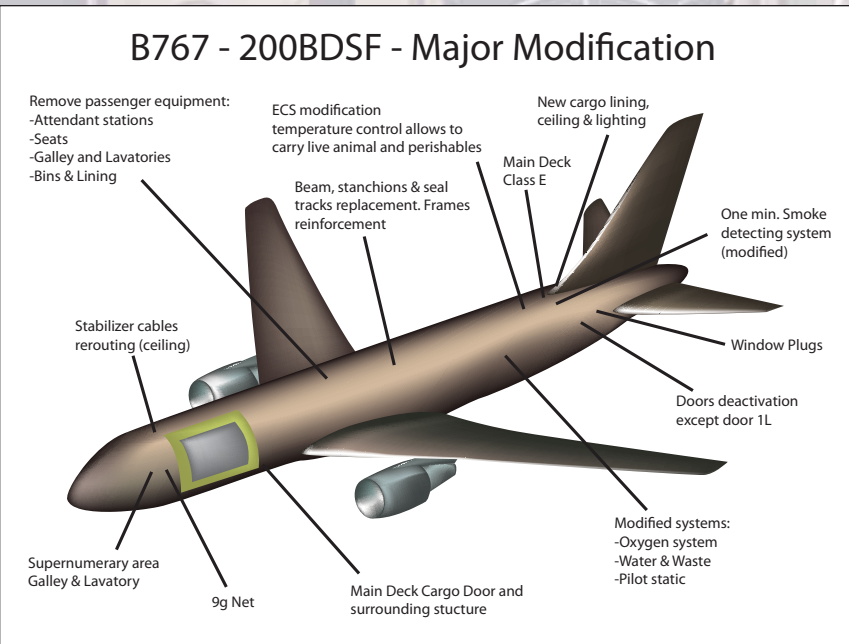 B767 - 200BDSF - Major Modification
Remove passenger equipment:
-Attendant stations
-Seats
-Galley and Lavatories
-Bins & Lining
ECS modification
temperature control allows to
carry live animal and perishables
New cargo lining,
ceiling & lighting
Main Deck
Class E
Beam, stanchions & seal
tracks replacement. Frames
reinforcement
One min. Smoke
detecting system
(modified)
Stabilizer cables
rerouting (ceiling)
Window Plugs
Doors deactivation
except door 1L
Modified systems:
-Oxygen system
-Water & Waste
-Pilot static
Supernumerary area
Galley & Lavatory
9g Net
Main Deck Cargo Door and
surrounding stucture